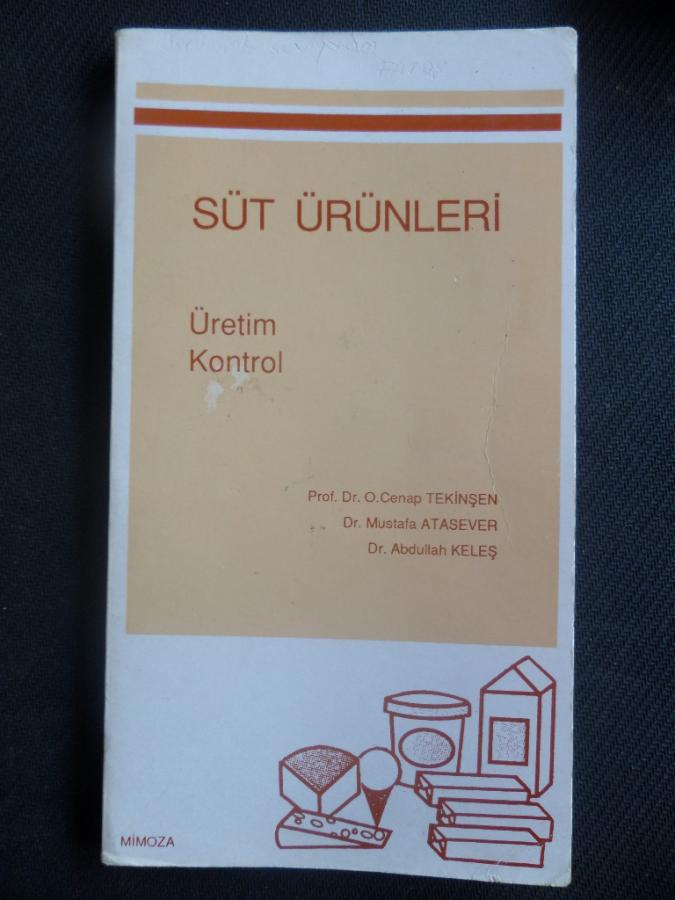 SÜT ÜRÜNLERİ
Üretim
Kontrol
Prof. Dr. O.Cenap TEKİNŞEN
Dr. Mustafa ATASEVER
Dr. Abdullah KELEŞ
MİMOZA